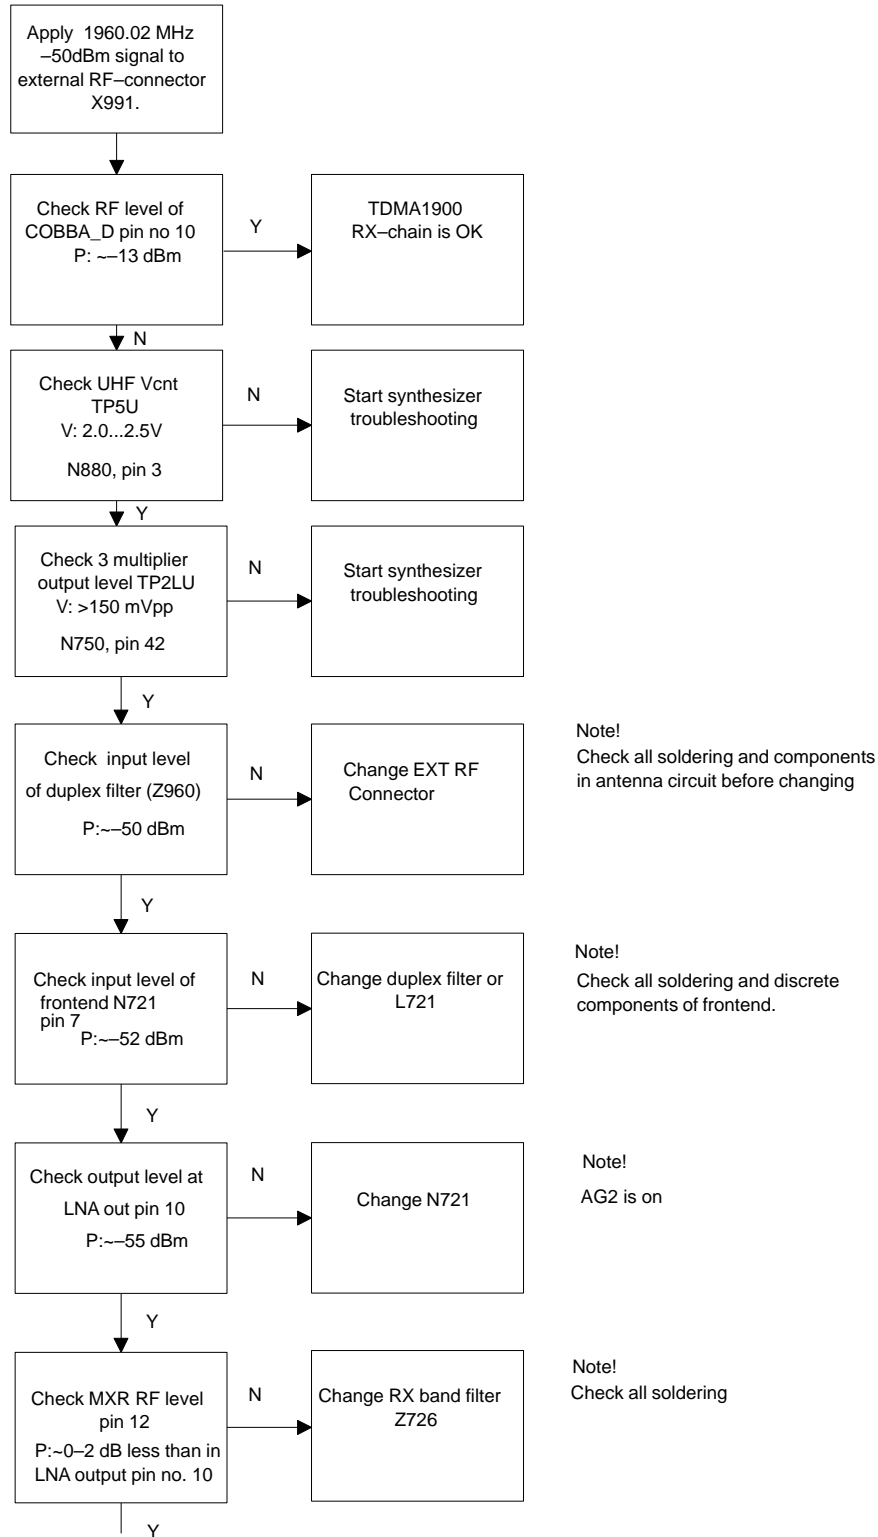 Apply 1960.02 MHz
–50dBm signal to
external RF–connector
X991.
Check RF level of
COBBA_D pin no 10
P: ~–13 dBm
Y
TDMA1900
RX–chain is OK
N
Check UHF Vcnt
TP5U
V: 2.0...2.5V
N880, pin 3
N
Start synthesizer
troubleshooting
Y
Check 3 multiplier
output level TP2LU
V: >150 mVpp
N750, pin 42
N
Start synthesizer
troubleshooting
Y
Check input level
of duplex filter (Z960)
P:~–50 dBm
N
Change EXT RF
Connector
Note!
Check all soldering and components
in antenna circuit before changing
Y
Check input level of
frontend N721
pin 7
P:~–52 dBm
N
Change duplex filter or
L721
Note!
Check all soldering and discrete
components of frontend.
Y
Check output level at
LNA out pin 10
P:~–55 dBm
N
Change N721
Note!
AG2 is on
Y
Check MXR RF level
pin 12
P:~0–2 dB less than in
LNA output pin no. 10
N
Change RX band filter
Z726
Note!
Check all soldering
Y